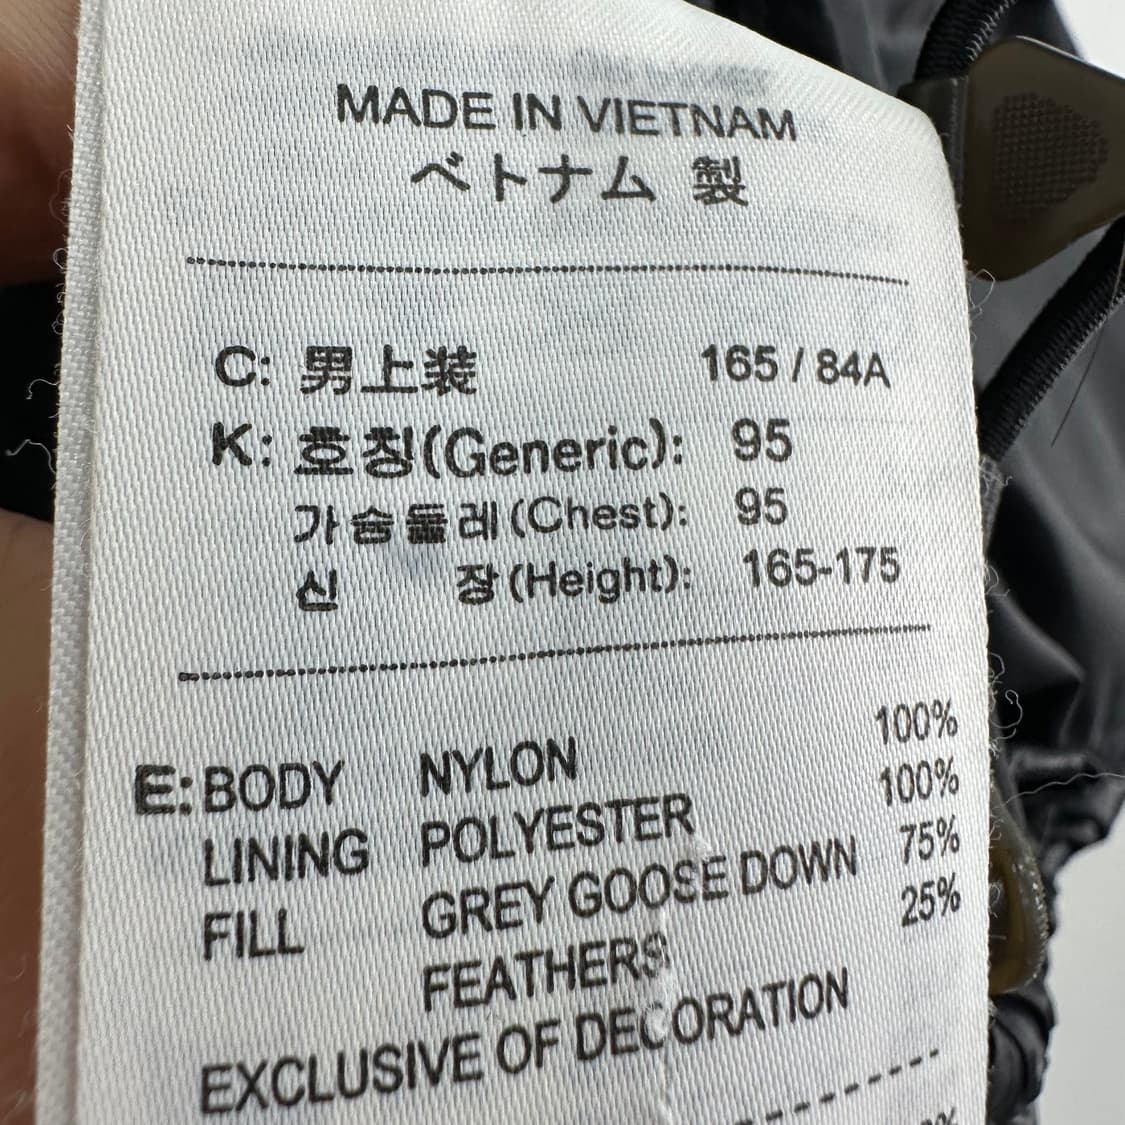 MADE IN VIETNAM
ベトナム 製
C: 男上装 165 / 84A
K: 호칭(Generic): 95
가슴둘레(Chest): 95
신 장(Height): 165-175
E: BODY NYLON 100%
LINING POLYESTER 100%
FILL GREY GOOSE DOWN 75%
FEATHERS 25%
EXCLUSIVE OF DECORATION